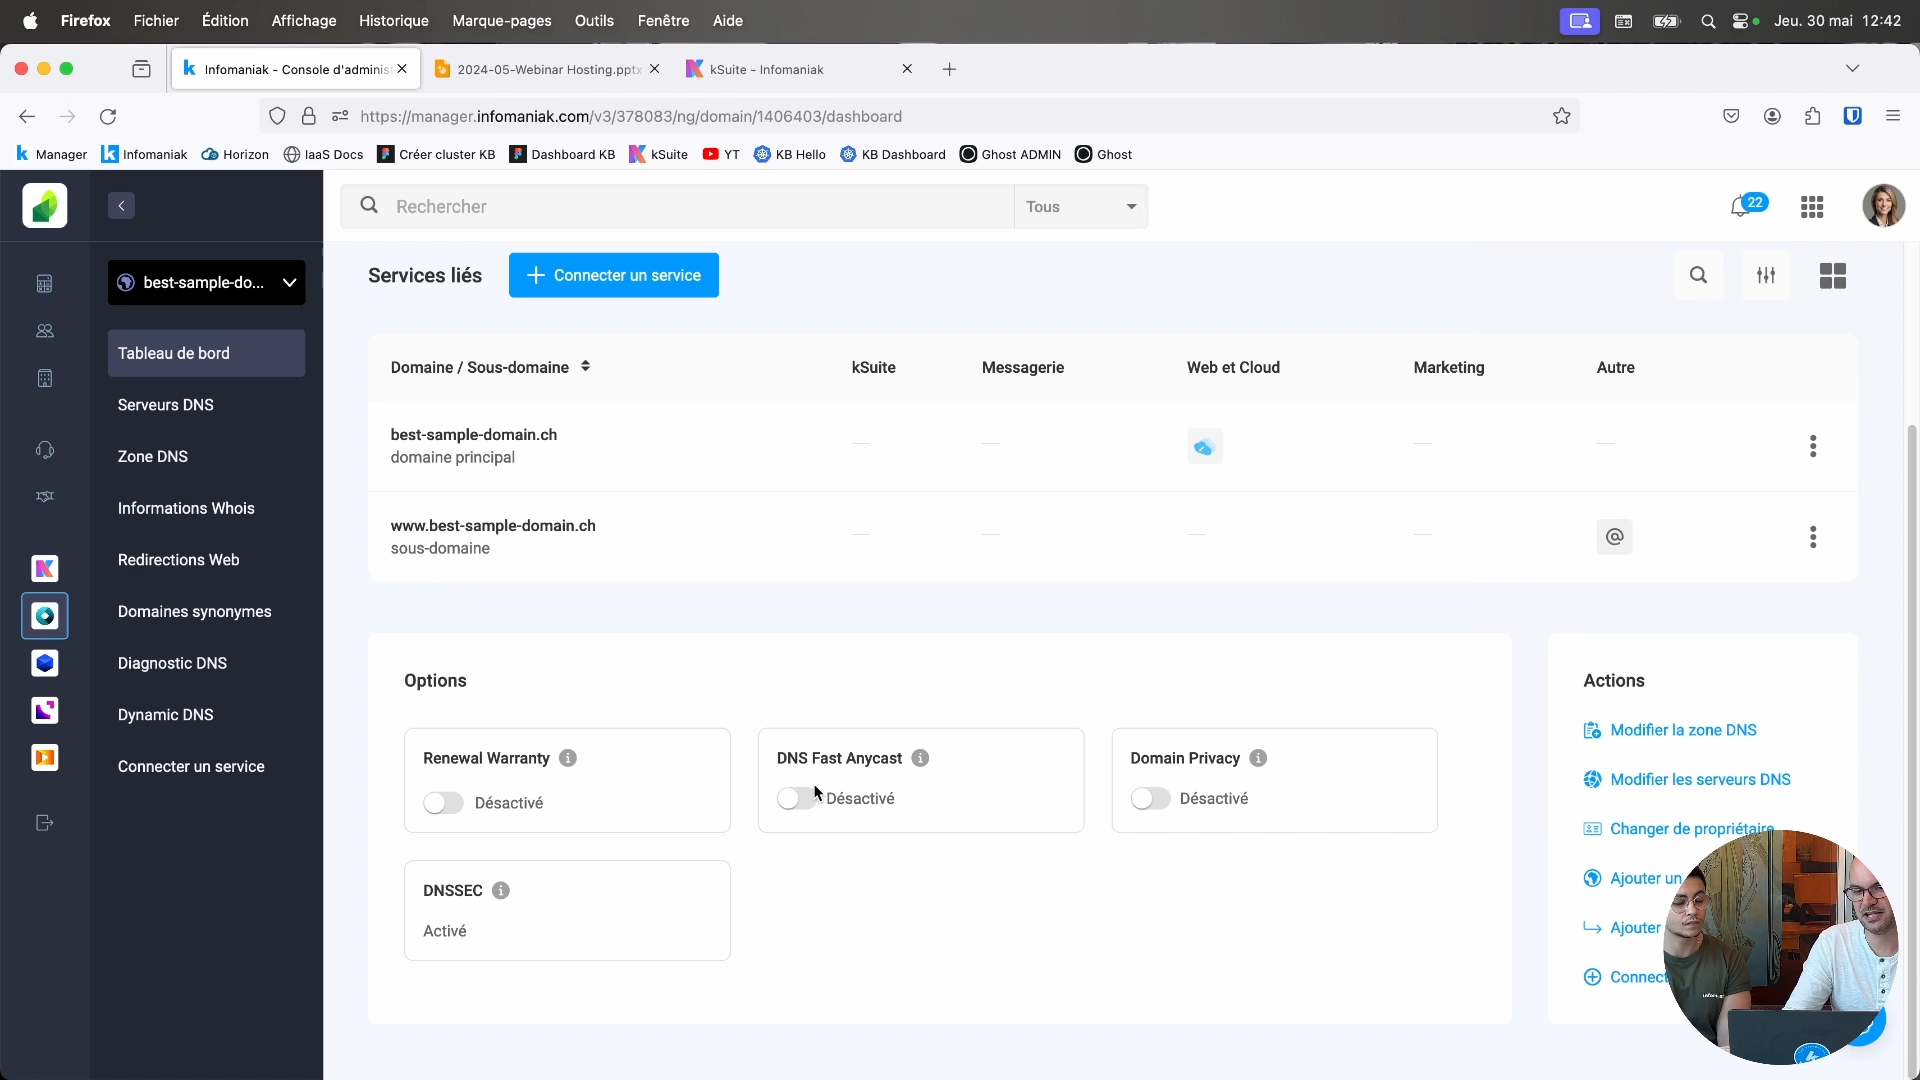 Firefox Fichier Édition Affichage Historique Marque-pages Outils Fenêtre Aide Jeu. 30 mai 12:42
Infomaniak - Console d'adminis 2024-05-Webinar Hosting.pptx kSuite - Infomaniak
https://manager.infomaniak.com/v3/378083/ng/domain/1406403/dashboard
Manager Infomaniak Horizon IaaS Docs Créer cluster KB Dashboard KB kSuite YT KB Hello KB Dashboard Ghost ADMIN Ghost
Rechercher Tous 22
best-sample-do...
Tableau de bord
Serveurs DNS
Zone DNS
Informations Whois
Redirections Web
Domaines synonymes
Diagnostic DNS
Dynamic DNS
Connecter un service
Services liés + Connecter un service
Domaine / Sous-domaine kSuite Messagerie Web et Cloud Marketing Autre
best-sample-domain.ch
domaine principal
www.best-sample-domain.ch
sous-domaine
Options
Renewal Warranty
Désactivé
DNS Fast Anycast
Désactivé
Domain Privacy
Désactivé
DNSSEC
Activé
Actions
Modifier la zone DNS
Modifier les serveurs DNS
Changer de propriétaire
Ajouter un
Ajouter
Connect